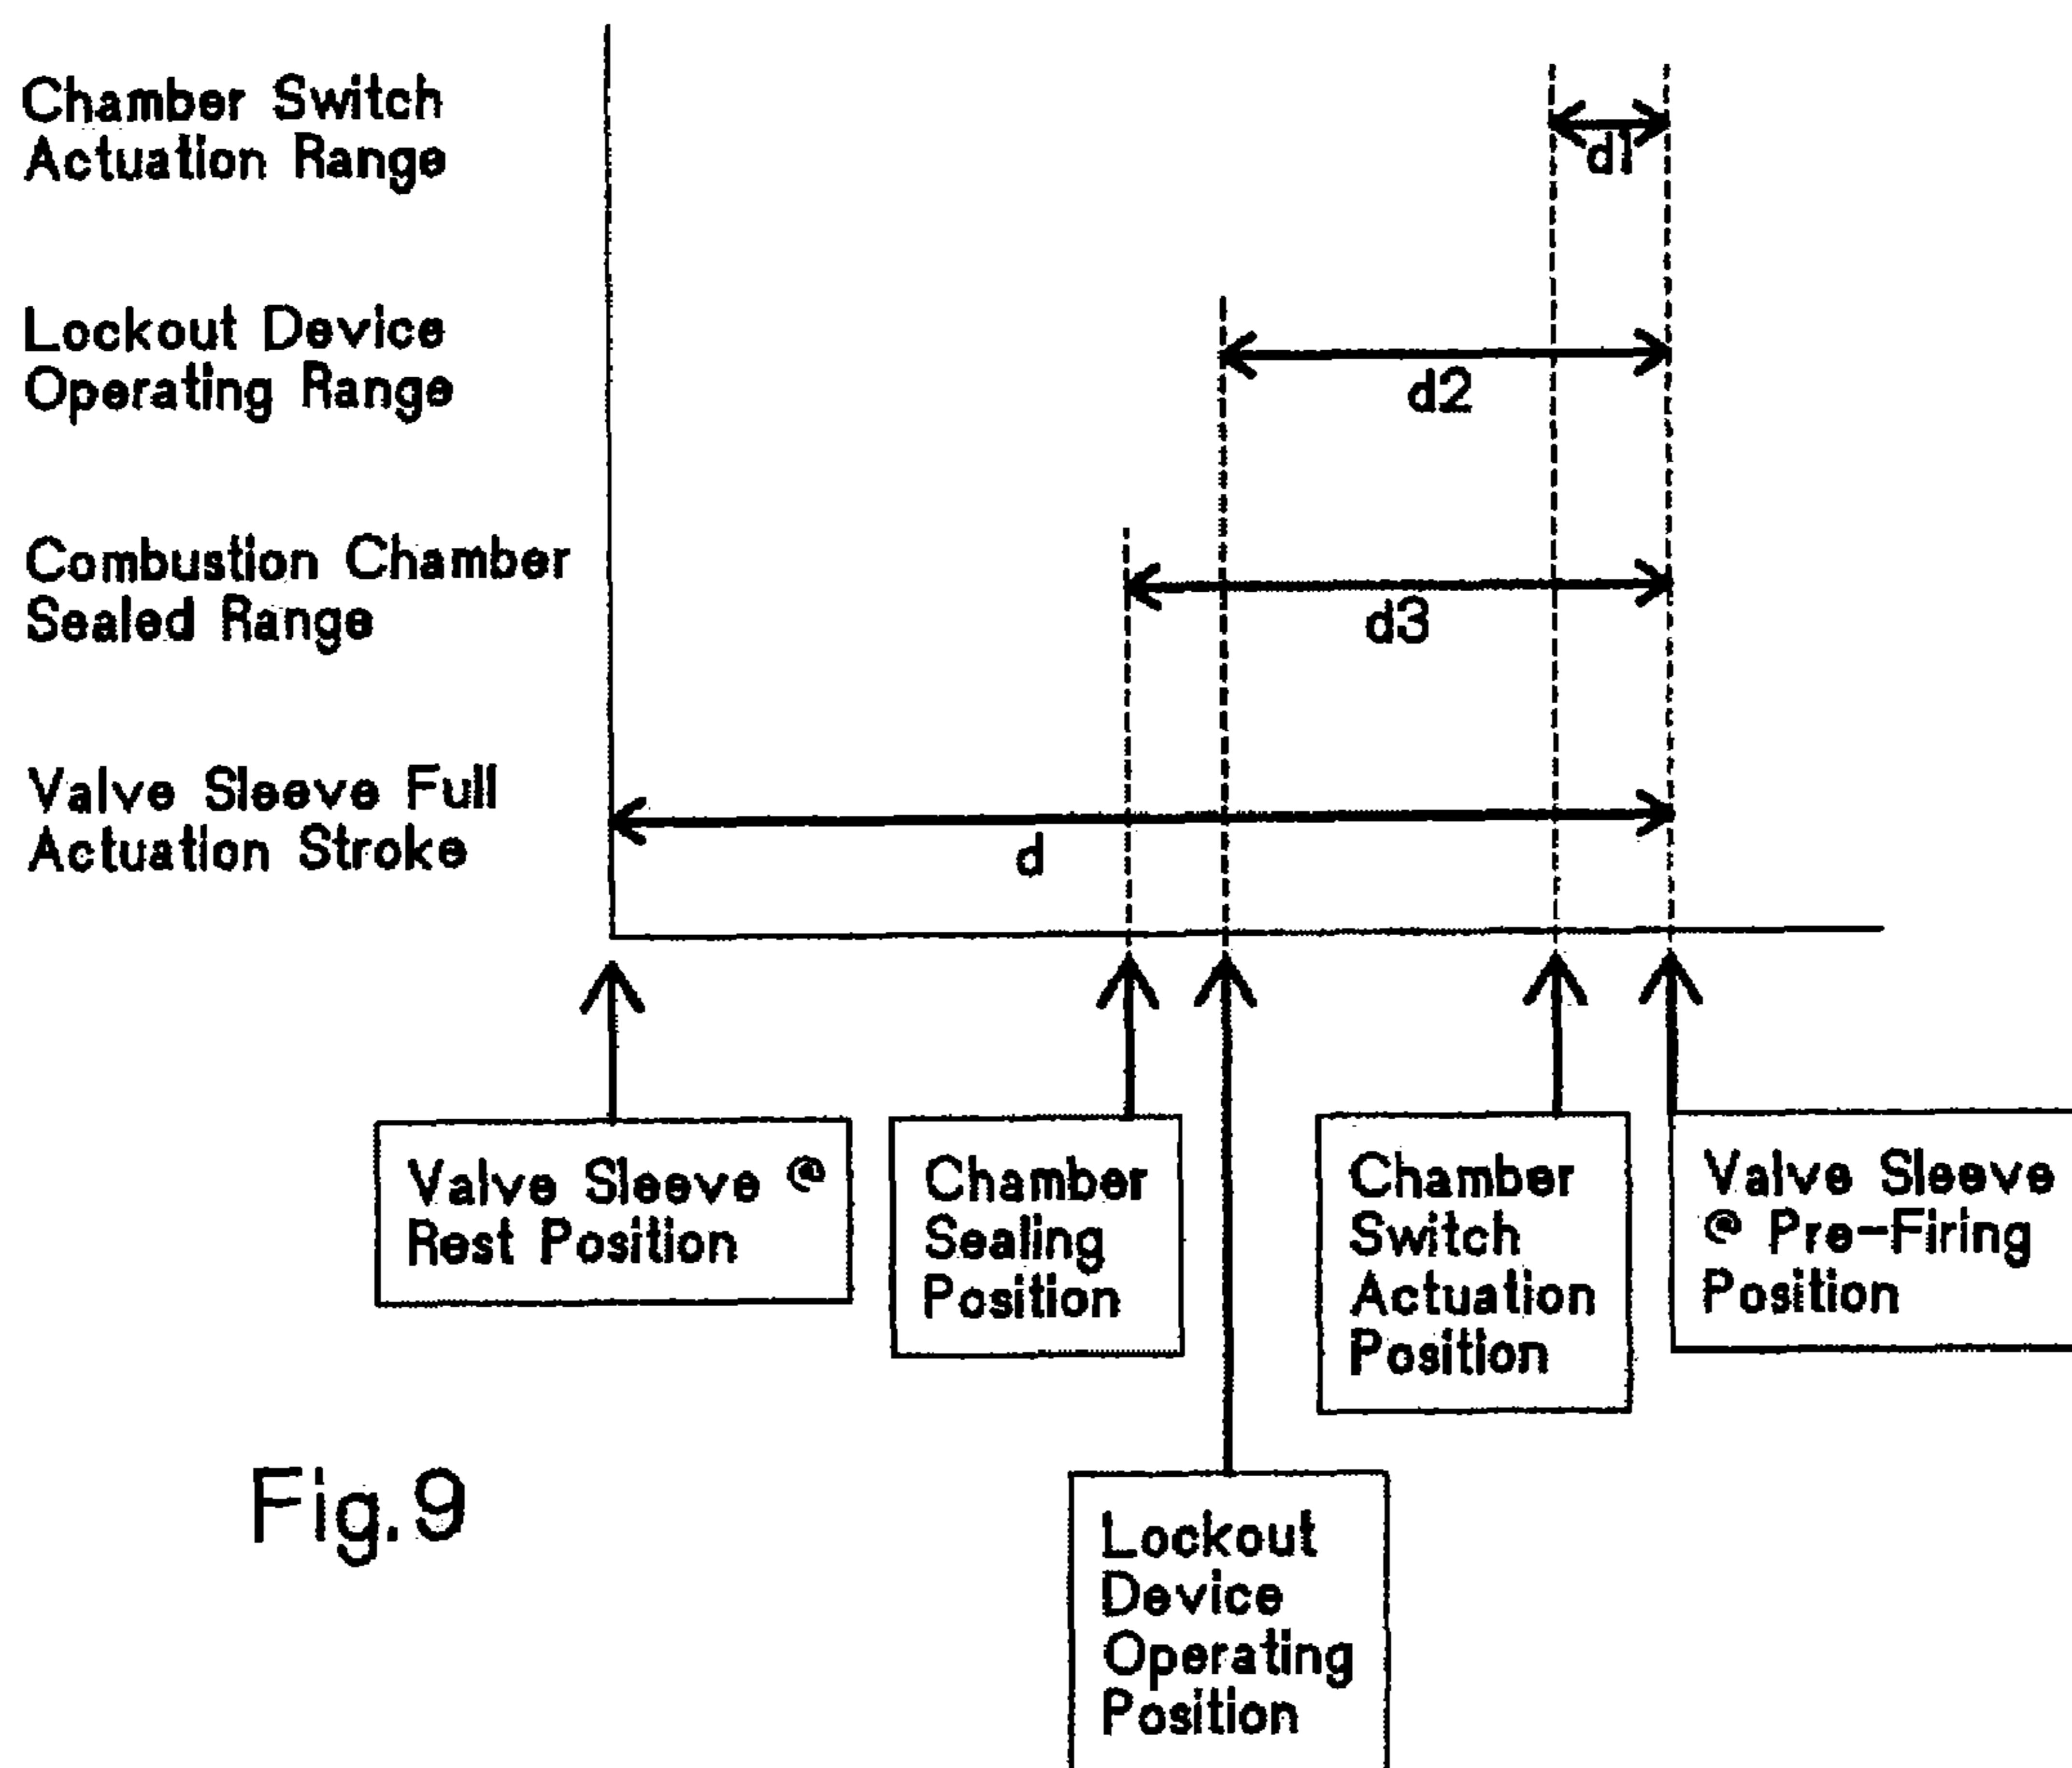 Chamber Switch
Actuation Range
d1
Lockout Device
Operating Range
d2
Combustion Chamber
Sealed Range
d3
Valve Sleeve Full
Actuation Stroke
d
Valve Sleeve @
Rest Position
Chamber
Sealing
Position
Chamber
Switch
Actuation
Position
Valve Sleeve
@ Pre-Firing
Position
Lockout
Device
Operating
Position
Fig.9